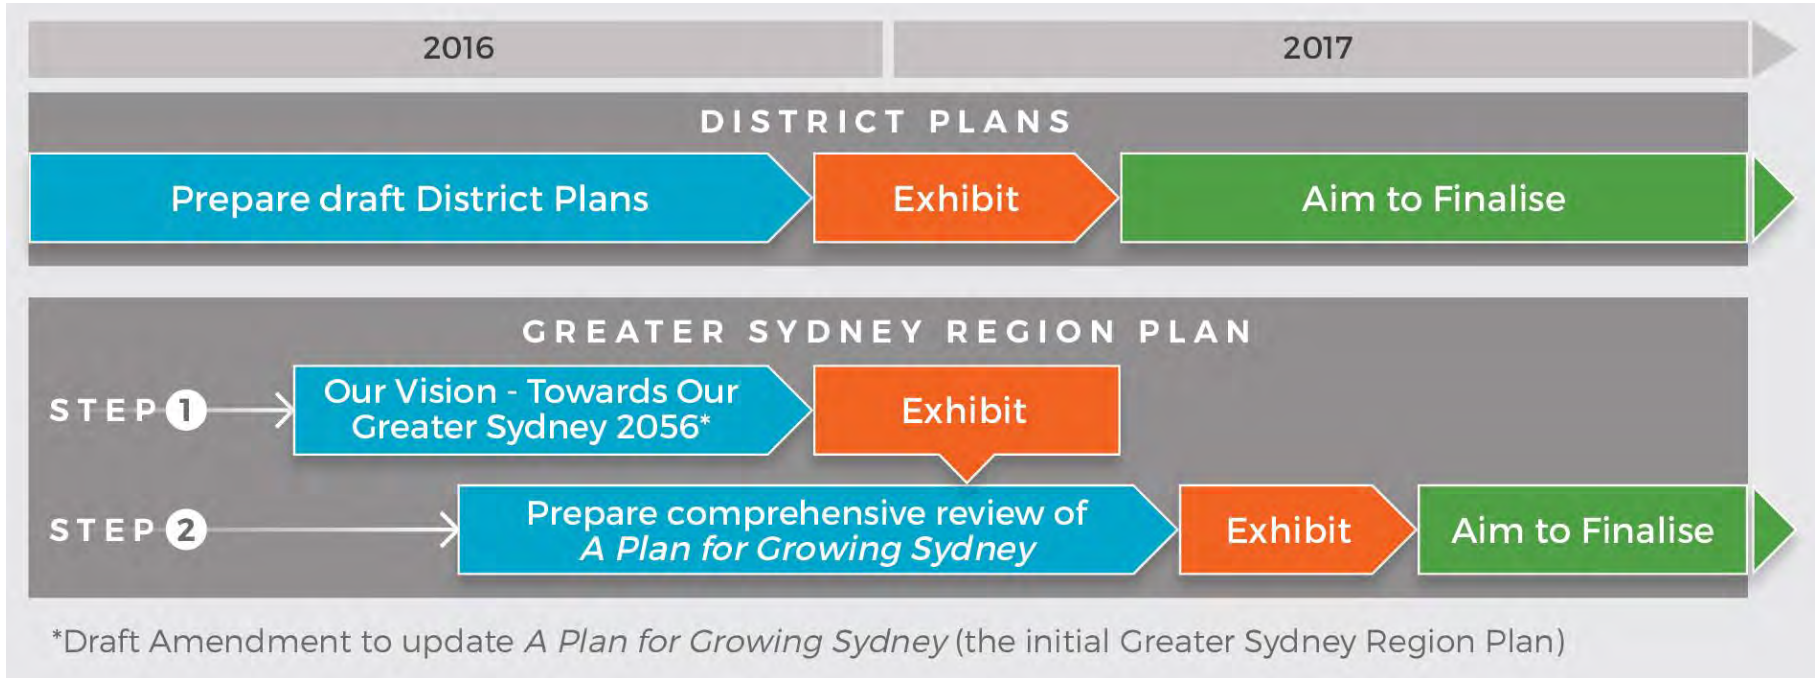 2016
2017
DISTRICT PLANS
Prepare draft District Plans
Exhibit
Aim to Finalise
GREATER SYDNEY REGION PLAN
STEP 1
Our Vision - Towards Our
Greater Sydney 2056*
Exhibit
STEP 2
Prepare comprehensive review of
A Plan for Growing Sydney
Exhibit
Aim to Finalise
*Draft Amendment to update A Plan for Growing Sydney (the initial Greater Sydney Region Plan)